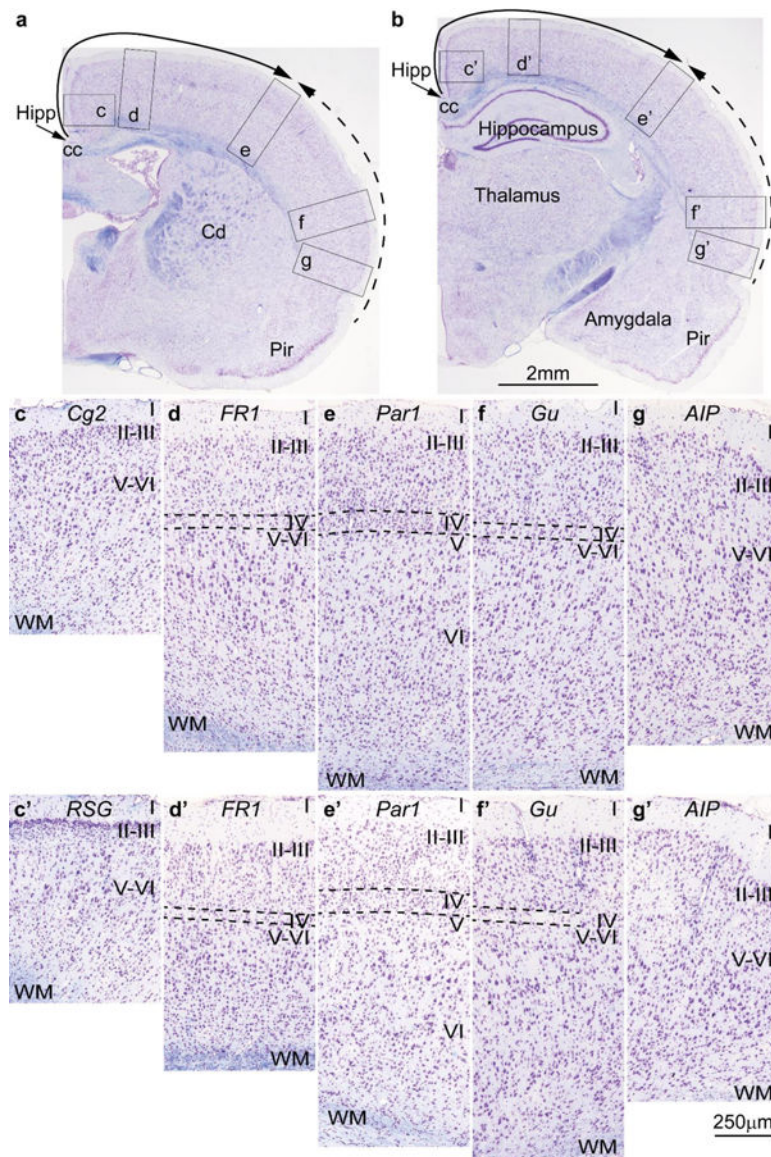 a
b
Hipp
cc
c
d
e
f
g
Cd
Pir
Hipp
cc
c'
d'
e'
f'
g'
Hippocampus
Thalamus
Amygdala
Pir
2mm
c Cg2 I
II-III
V-VI
WM
d FR1 I
II-III
IV
V-VI
WM
e Par1 I
II-III
IV
V
VI
WM
f Gu I
II-III
IV
V-VI
WM
g AIP I
II-III
V-VI
WM
c' RSG I
II-III
V-VI
WM
d' FR1 I
II-III
IV
V-VI
WM
e' Par1 I
II-III
IV
V
VI
WM
f' Gu I
II-III
IV
V-VI
WM
g' AIP I
II-III
V-VI
WM
250μm